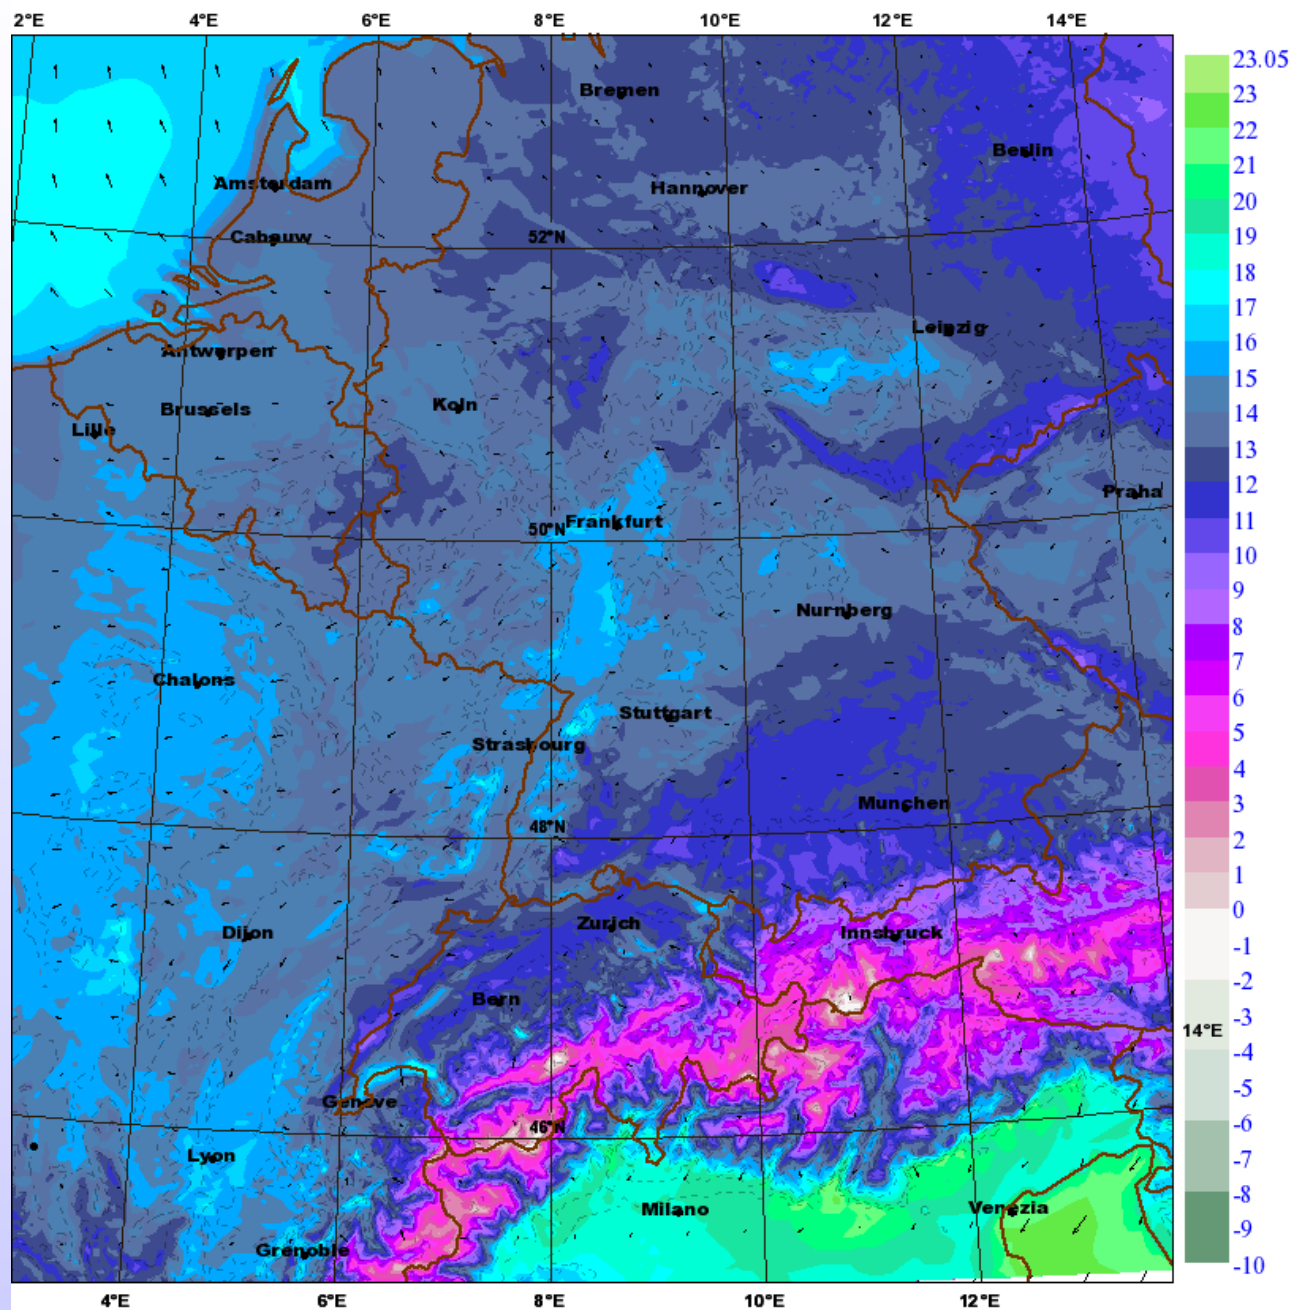 2°E 4°E 6°E 8°E 10°E 12°E 14°E
23.05
Bremen
23
22
Berlin
21
Amsterdam Hannover
20
Cabauw 52°N
19
18
17
Leipzig
16
Antwerpen
15
Koln
Brussels
14
Lille
13
12
Praha
Frankfurt
50°N
11
10
9
Nurnberg
8
7
Chalons
6
Stuttgart
5
Strasbourg
4
Munchen
3
48°N
2
1
0
Zurich
Dijon Innsbruck
-1
-2
Bern
-3
14°E
-4
-5
Geneve
46°N
-6
Lyon
-7
-8
Milano Venezia
-9
Grenoble
-10
4°E 6°E 8°E 10°E 12°E